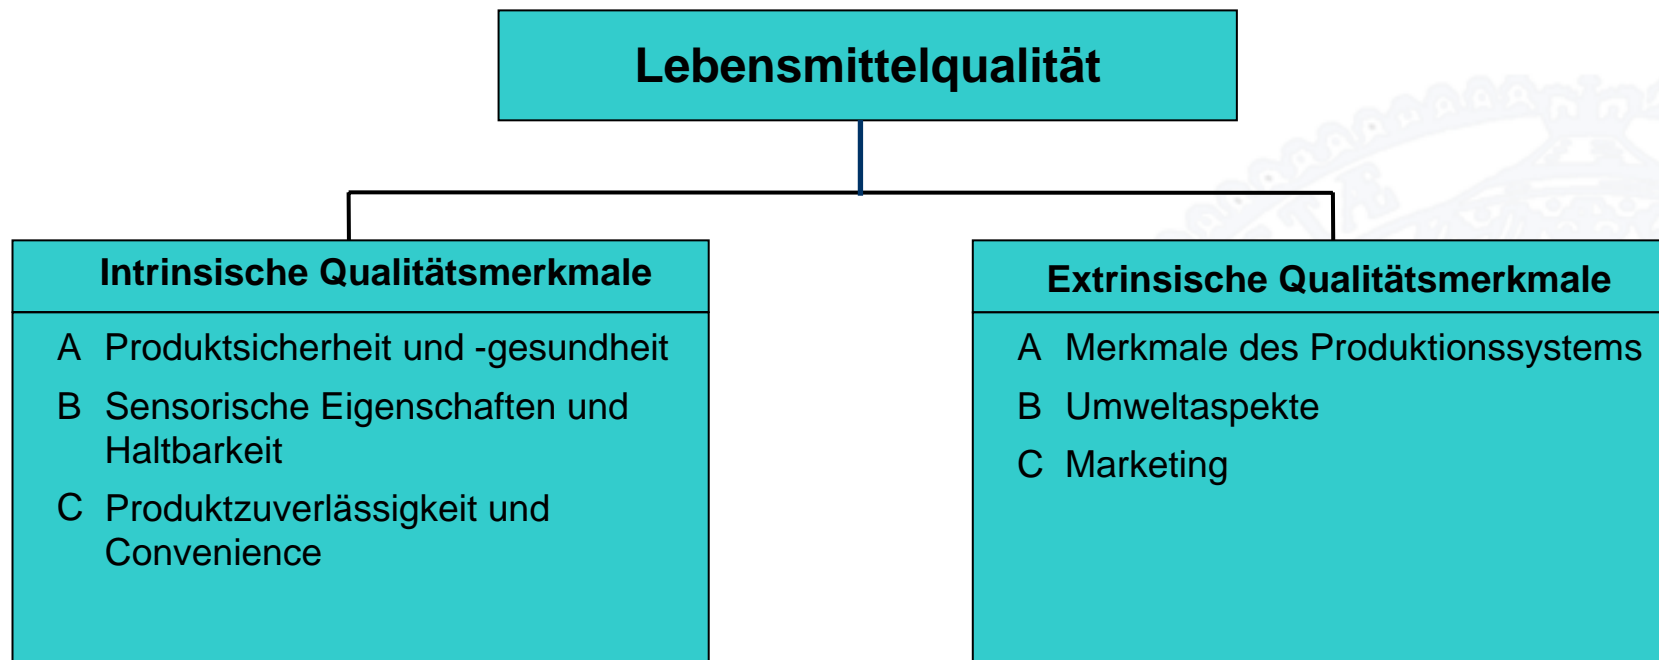 Lebensmittelqualität
Intrinsische Qualitätsmerkmale
A Produktsicherheit und -gesundheit
B Sensorische Eigenschaften und
Haltbarkeit
C Produktzuverlässigkeit und
Convenience
Extrinsische Qualitätsmerkmale
A Merkmale des Produktionssystems
B Umweltaspekte
C Marketing